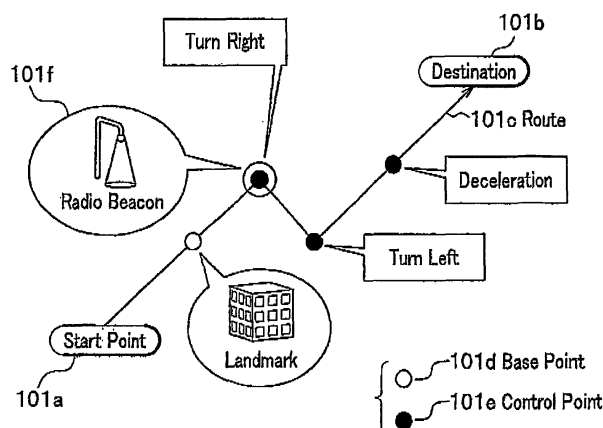 101b
Turn Right
101f
Destination
101c Route
Radio Beacon
Deceleration
Turn Left
Start Point
Landmark
101a
101d Base Point
101e Control Point